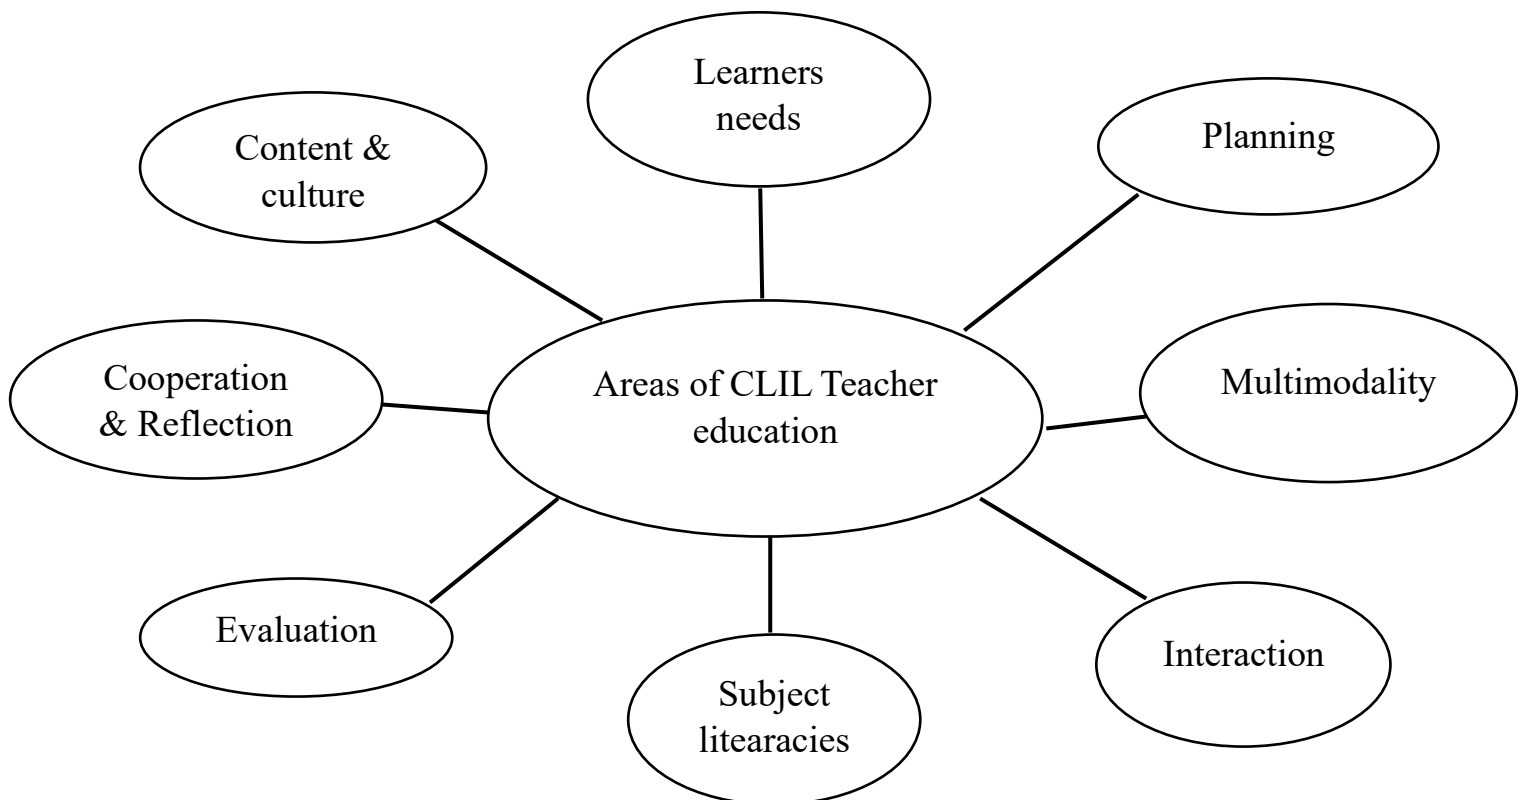 Learners
needs
Content &
culture
Planning
Cooperation
& Reflection
Areas of CLIL Teacher
education
Multimodality
Evaluation
Subject
litearacies
Interaction